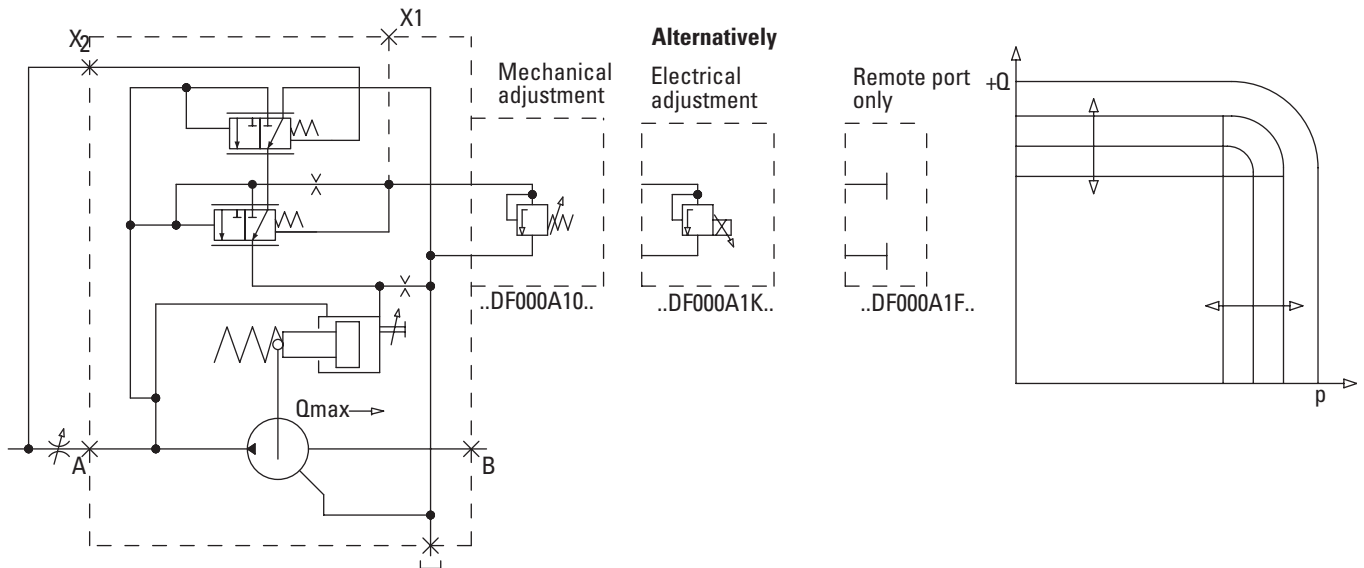 X1
X2
Alternatively
Mechanical
adjustment
Electrical
adjustment
Remote port
only
+Q
..DF000A10..
..DF000A1K..
..DF000A1F..
p
Qmax
A
B